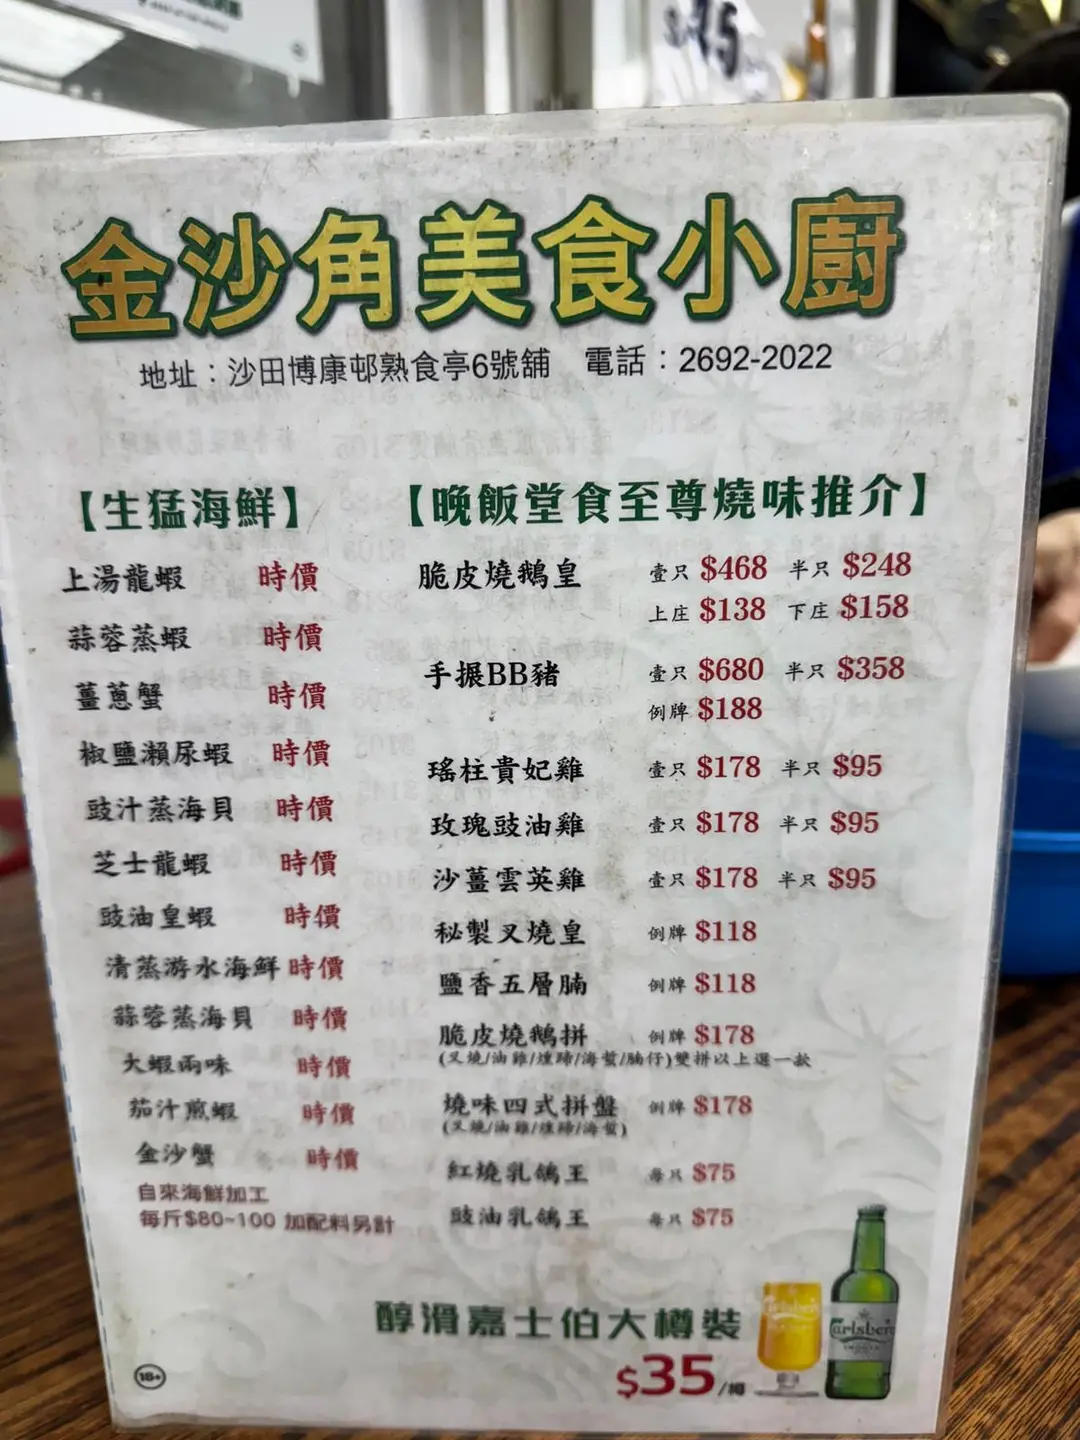 金沙角美食小廚
地址：沙田博康邨熟食亭6號舖 電話：2692-2022
【生猛海鮮】
上湯龍蝦 時價
蒜蓉蒸蝦 時價
薑蔥蟹 時價
椒鹽瀨尿蝦 時價
豉汁蒸海貝 時價
芝士龍蝦 時價
豉油皇蝦 時價
清蒸游水海鮮 時價
蒜蓉蒸海貝 時價
大蝦兩味 時價
茄汁煎蝦 時價
金沙蟹 時價
自來海鮮加工
每斤$80~100 加配料另計
【晚飯堂食至尊燒味推介】
脆皮燒鵝皇 壹只 $468 半只 $248
上庄 $138 下庄 $158
手搌BB豬 壹只 $680 半只 $358
例牌 $188
瑤柱貴妃雞 壹只 $178 半只 $95
玫瑰豉油雞 壹只 $178 半只 $95
沙薑雲英雞 壹只 $178 半只 $95
秘製叉燒皇 例牌 $118
鹽香五層腩 例牌 $118
脆皮燒鵝拼 例牌 $178
(叉燒/油雞/燻蹄/海蜇/腩仔)雙拼以上選一款
燒味四式拼盤 例牌 $178
(叉燒/油雞/燻蹄/海蜇)
紅燒乳鴿王 每只 $75
豉油乳鴿王 每只 $75
醇滑嘉士伯大樽裝
$35/樽
Carlsberg
Carlsberg
18+